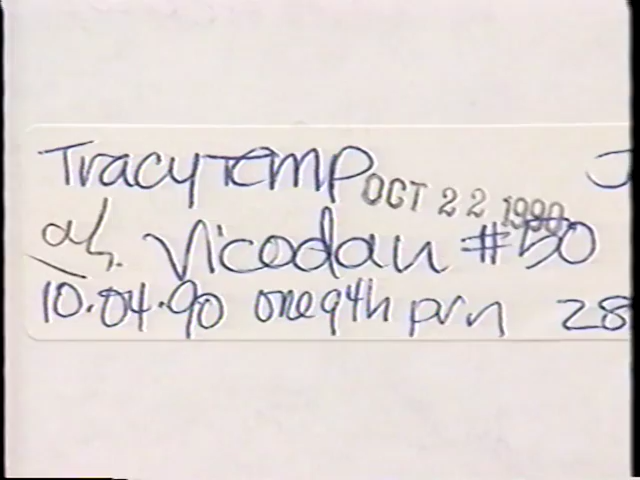 Tracy Temp J
OCT 22 1990
Vicodan #50
10.04.90 one q4h prn 28